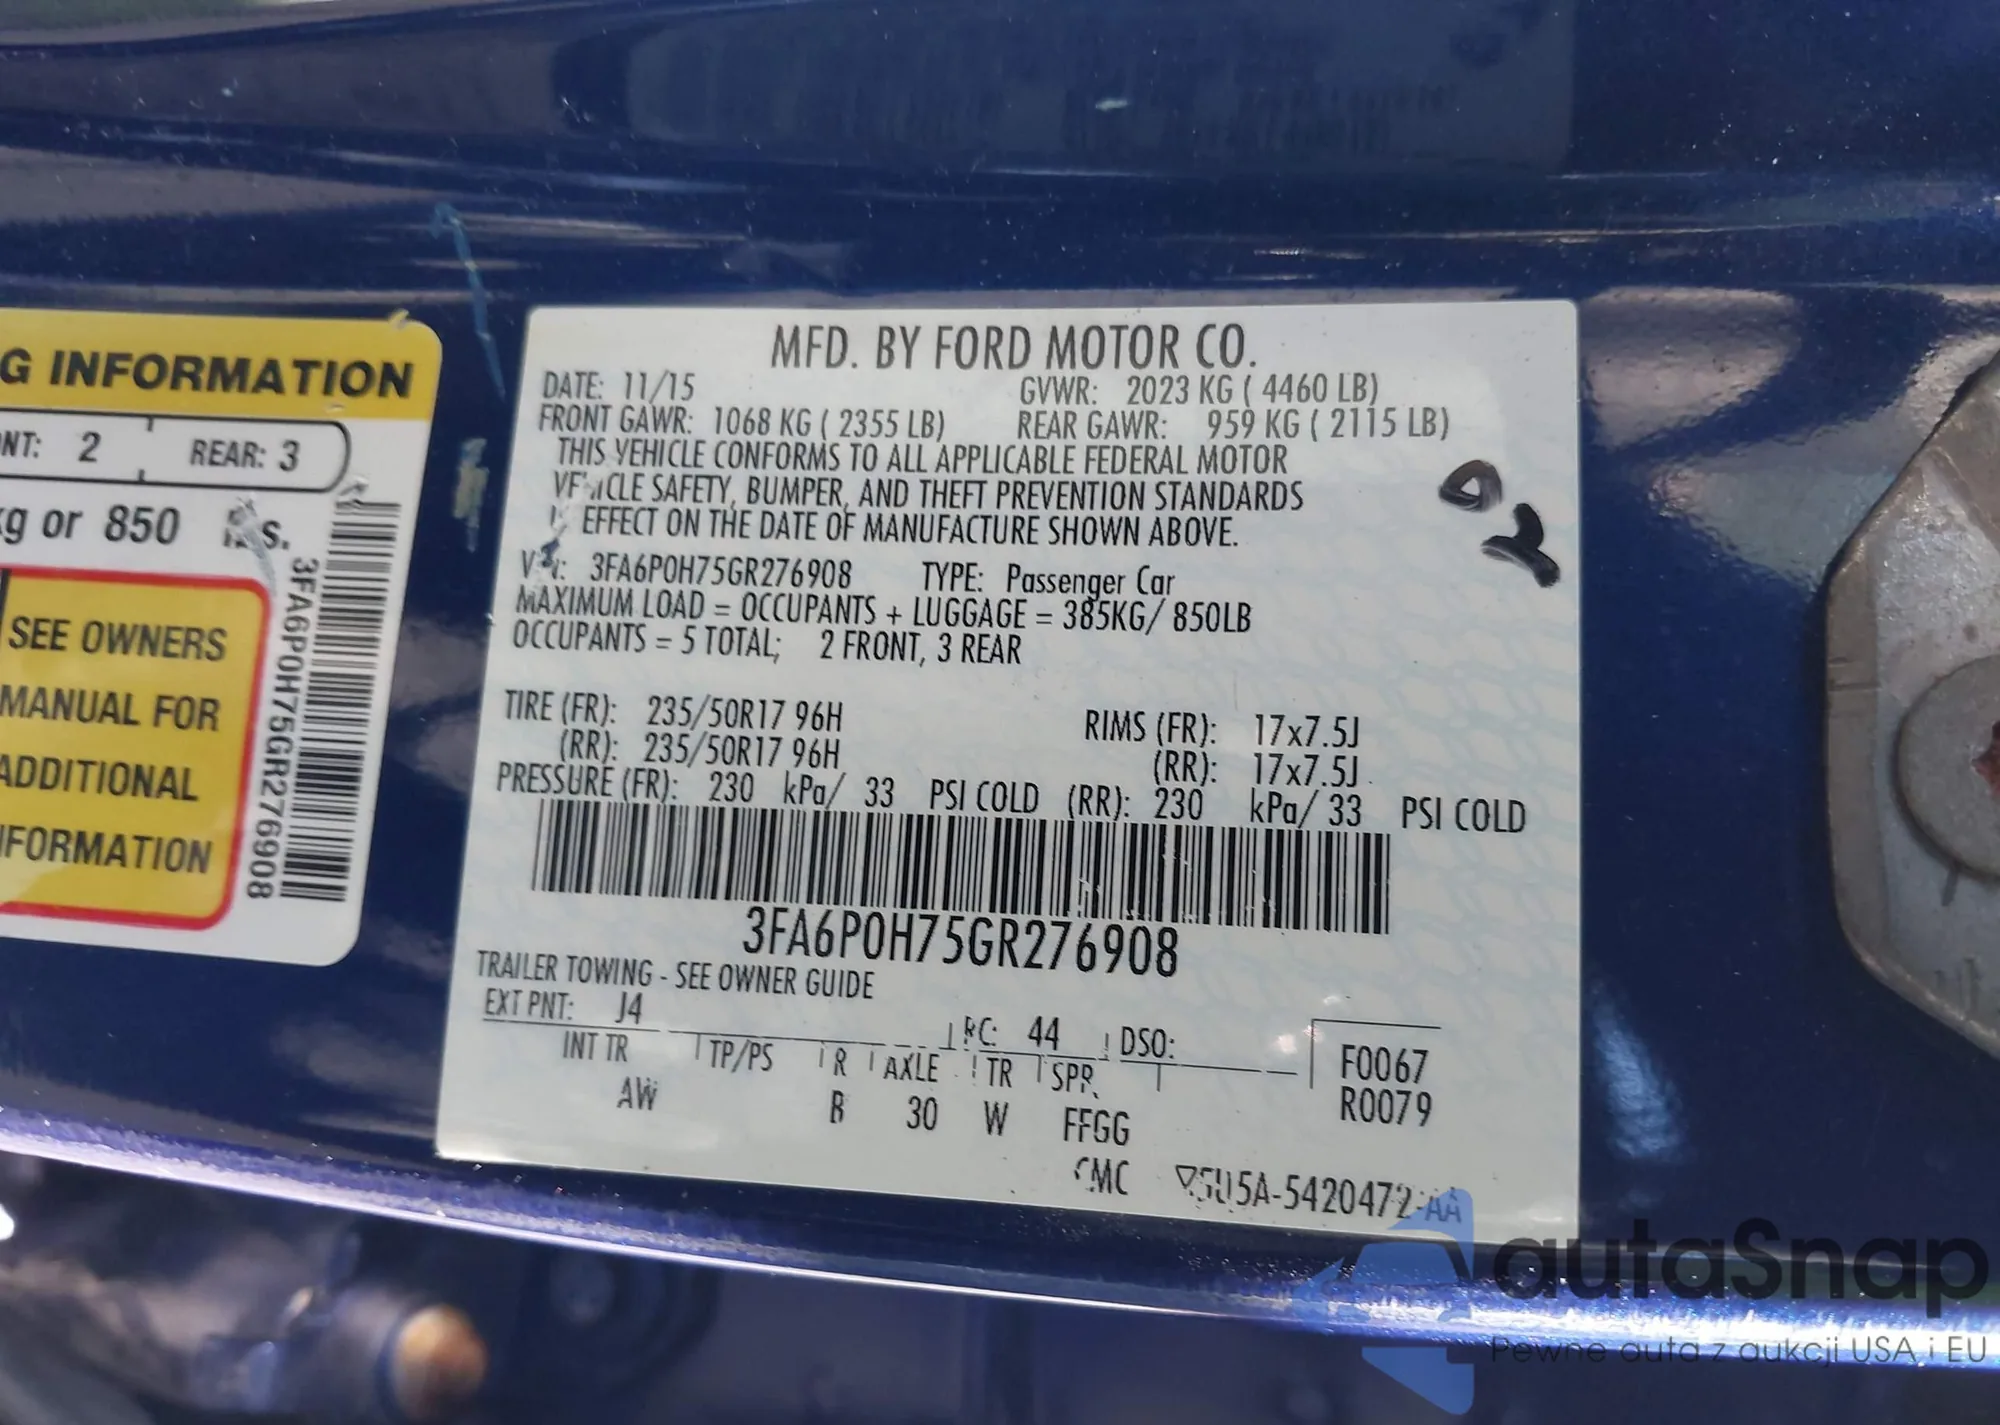 G INFORMATION
NT: 2 REAR: 3
kg or 850
SEE OWNERS
MANUAL FOR
ADDITIONAL
NFORMATION
3FA6P0H75GR276908
MFD. BY FORD MOTOR CO.
DATE: 11/15 GVWR: 2023 KG ( 4460 LB)
FRONT GAWR: 1068 KG ( 2355 LB) REAR GAWR: 959 KG ( 2115 LB)
THIS VEHICLE CONFORMS TO ALL APPLICABLE FEDERAL MOTOR
VEHICLE SAFETY, BUMPER, AND THEFT PREVENTION STANDARDS
EFFECT ON THE DATE OF MANUFACTURE SHOWN ABOVE.
VIN: 3FA6P0H75GR276908 TYPE: Passenger Car
MAXIMUM LOAD = OCCUPANTS + LUGGAGE = 385KG/ 850LB
OCCUPANTS = 5 TOTAL; 2 FRONT, 3 REAR
TIRE (FR): 235/50R17 96H RIMS (FR): 17x7.5J
(RR): 235/50R17 96H (RR): 17x7.5J
PRESSURE (FR): 230 kPa/ 33 PSI COLD (RR): 230 kPa/ 33 PSI COLD
3FA6P0H75GR276908
TRAILER TOWING - SEE OWNER GUIDE
EXT PNT: J4 RC: 44 DSO: F0067
INT TR TP/PS R AXLE TR SPR R0079
AW B 30 W FFGG
autaSnap
Pewne auta z aukcji USA i EU